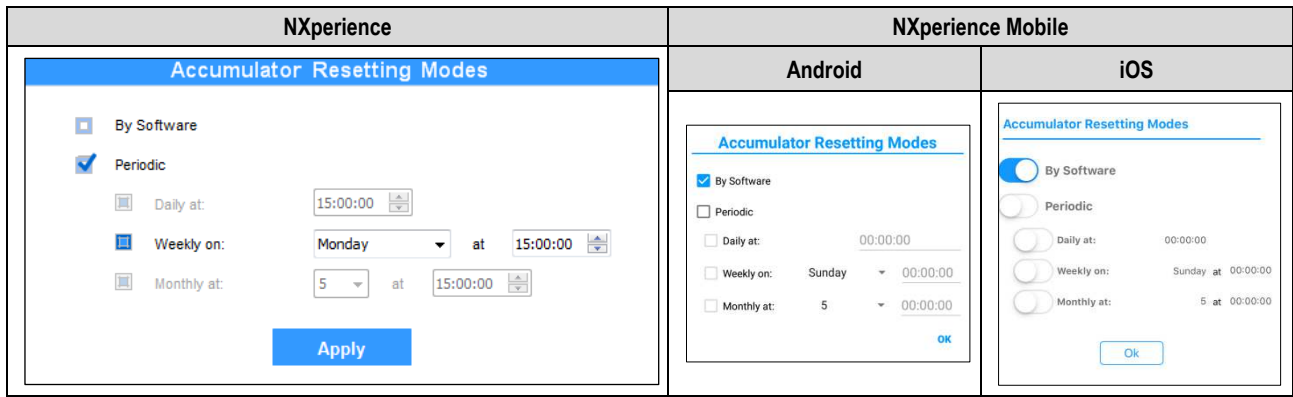 NXperience
NXperience Mobile
Accumulator Resetting Modes
By Software
Periodic
Daily at: 15:00:00
Weekly on: Monday at 15:00:00
Monthly at: 5 at 15:00:00
Apply
Android
Accumulator Resetting Modes
By Software
Periodic
Daily at: 00:00:00
Weekly on: Sunday 00:00:00
Monthly at: 5 00:00:00
OK
iOS
Accumulator Resetting Modes
By Software
Periodic
Daily at: 00:00:00
Weekly on: Sunday at 00:00:00
Monthly at: 5 at 00:00:00
Ok